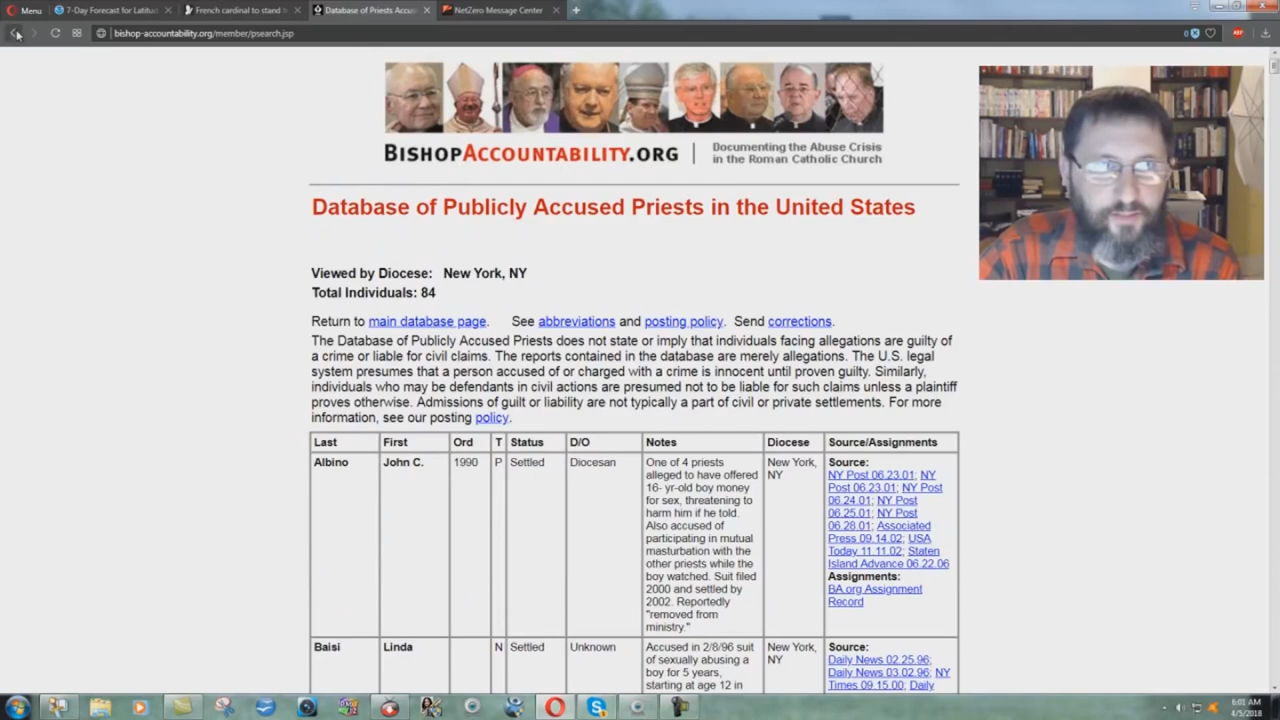 Menu
7-Day Forecast for Latitud
French cardinal to stand t
Database of Priests Accus
NetZero Message Center
bishop-accountability.org/member/psearch.jsp
0
BISHOPACCOUNTABILITY.ORG
Documenting the Abuse Crisis
in the Roman Catholic Church
Database of Publicly Accused Priests in the United States
Viewed by Diocese: New York, NY
Total Individuals: 84
Return to main database page. See abbreviations and posting policy. Send corrections.
The Database of Publicly Accused Priests does not state or imply that individuals facing allegations are guilty of
a crime or liable for civil claims. The reports contained in the database are merely allegations. The U.S. legal
system presumes that a person accused of or charged with a crime is innocent until proven guilty. Similarly,
individuals who may be defendants in civil actions are presumed not to be liable for such claims unless a plaintiff
proves otherwise. Admissions of guilt or liability are not typically a part of civil or private settlements. For more
information, see our posting policy.
Last First Ord T Status D/O Notes Diocese Source/Assignments
Albino John C. 1990 P Settled Diocesan
One of 4 priests
alleged to have offered
16- yr-old boy money
for sex, threatening to
harm him if he told.
Also accused of
participating in mutual
masturbation with the
other priests while the
boy watched. Suit filed
2000 and settled by
2002. Reportedly
"removed from
ministry."
New York,
NY
Source:
NY Post 06.23.01; NY
Post 06.23.01; NY Post
06.24.01; NY Post
06.25.01; NY Post
06.28.01; Associated
Press 09.14.02; USA
Today 11.11.02; Staten
Island Advance 06.22.06
Assignments:
BA.org Assignment
Record
Baisi Linda N Settled Unknown
Accused in 2/8/96 suit
of sexually abusing a
boy for 5 years,
starting at age 12 in
New York,
NY
Source:
Daily News 02.25.96;
Daily News 03.02.96; NY
Times 09.15.00; Daily
6:01 AM
4/5/2018